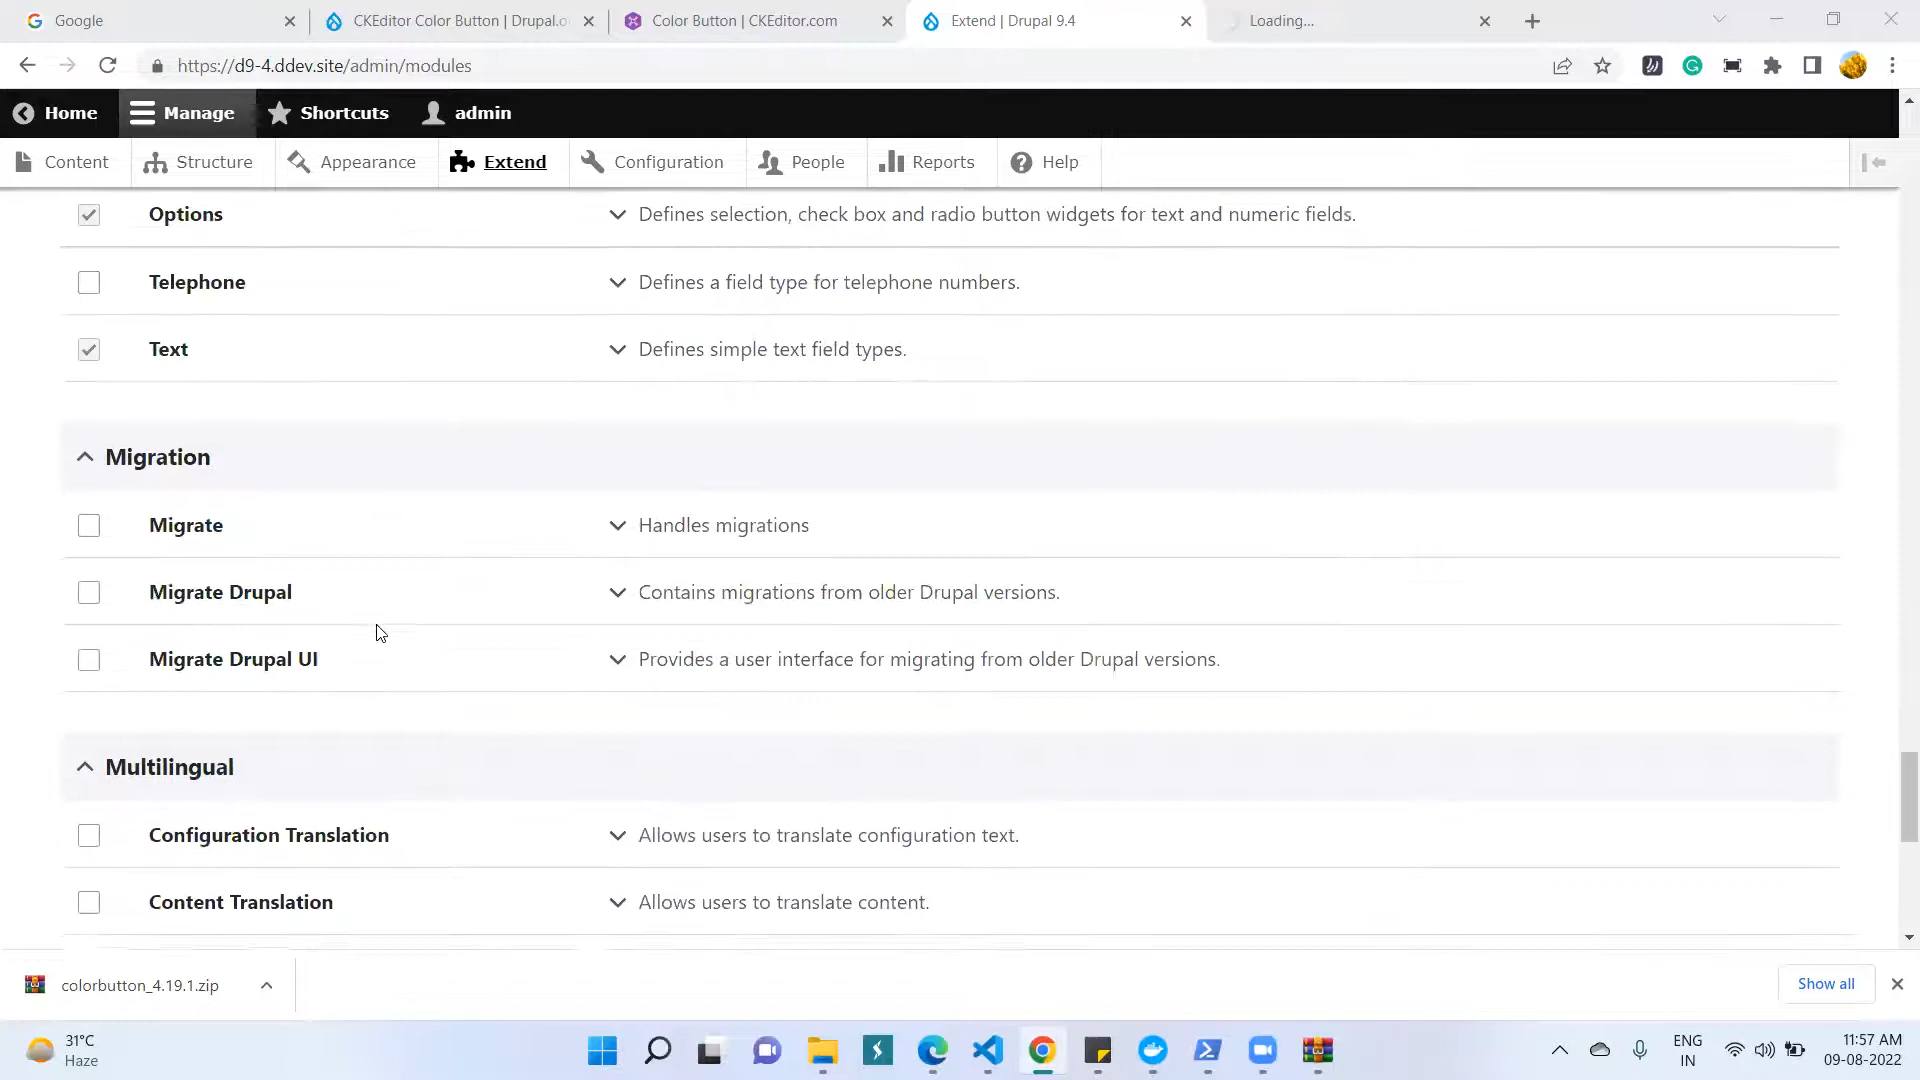 Google
CKEditor Color Button | Drupal.o
Color Button | CKEditor.com
Extend | Drupal 9.4
Loading...
https://d9-4.ddev.site/admin/modules
Home
Manage
Shortcuts
admin
Content
Structure
Appearance
Extend
Configuration
People
Reports
Help
Options
Defines selection, check box and radio button widgets for text and numeric fields.
Telephone
Defines a field type for telephone numbers.
Text
Defines simple text field types.
Migration
Migrate
Handles migrations
Migrate Drupal
Contains migrations from older Drupal versions.
Migrate Drupal UI
Provides a user interface for migrating from older Drupal versions.
Multilingual
Configuration Translation
Allows users to translate configuration text.
Content Translation
Allows users to translate content.
colorbutton_4.19.1.zip
Show all
31°C
Haze
ENG
IN
11:57 AM
09-08-2022